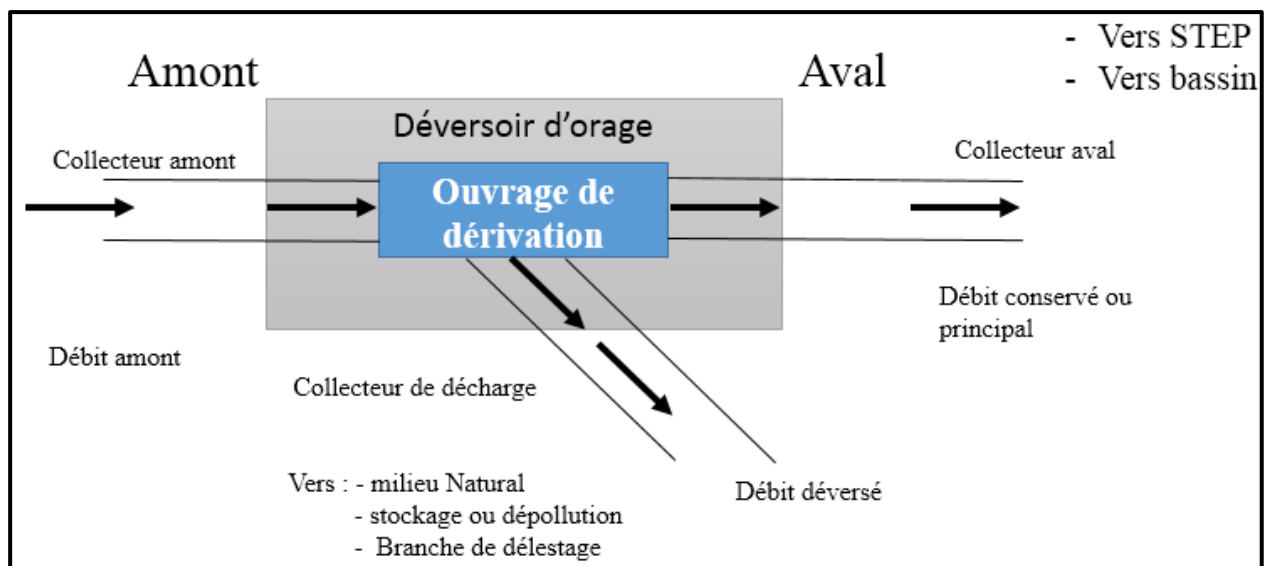 Amont
Aval
- Vers STEP
- Vers bassin
Déversoir d'orage
Collecteur amont
Collecteur aval
Ouvrage de
dérivation
Débit amont
Débit conservé ou
principal
Collecteur de décharge
Vers : - milieu Natural
- stockage ou dépollution
- Branche de délestage
Débit déversé